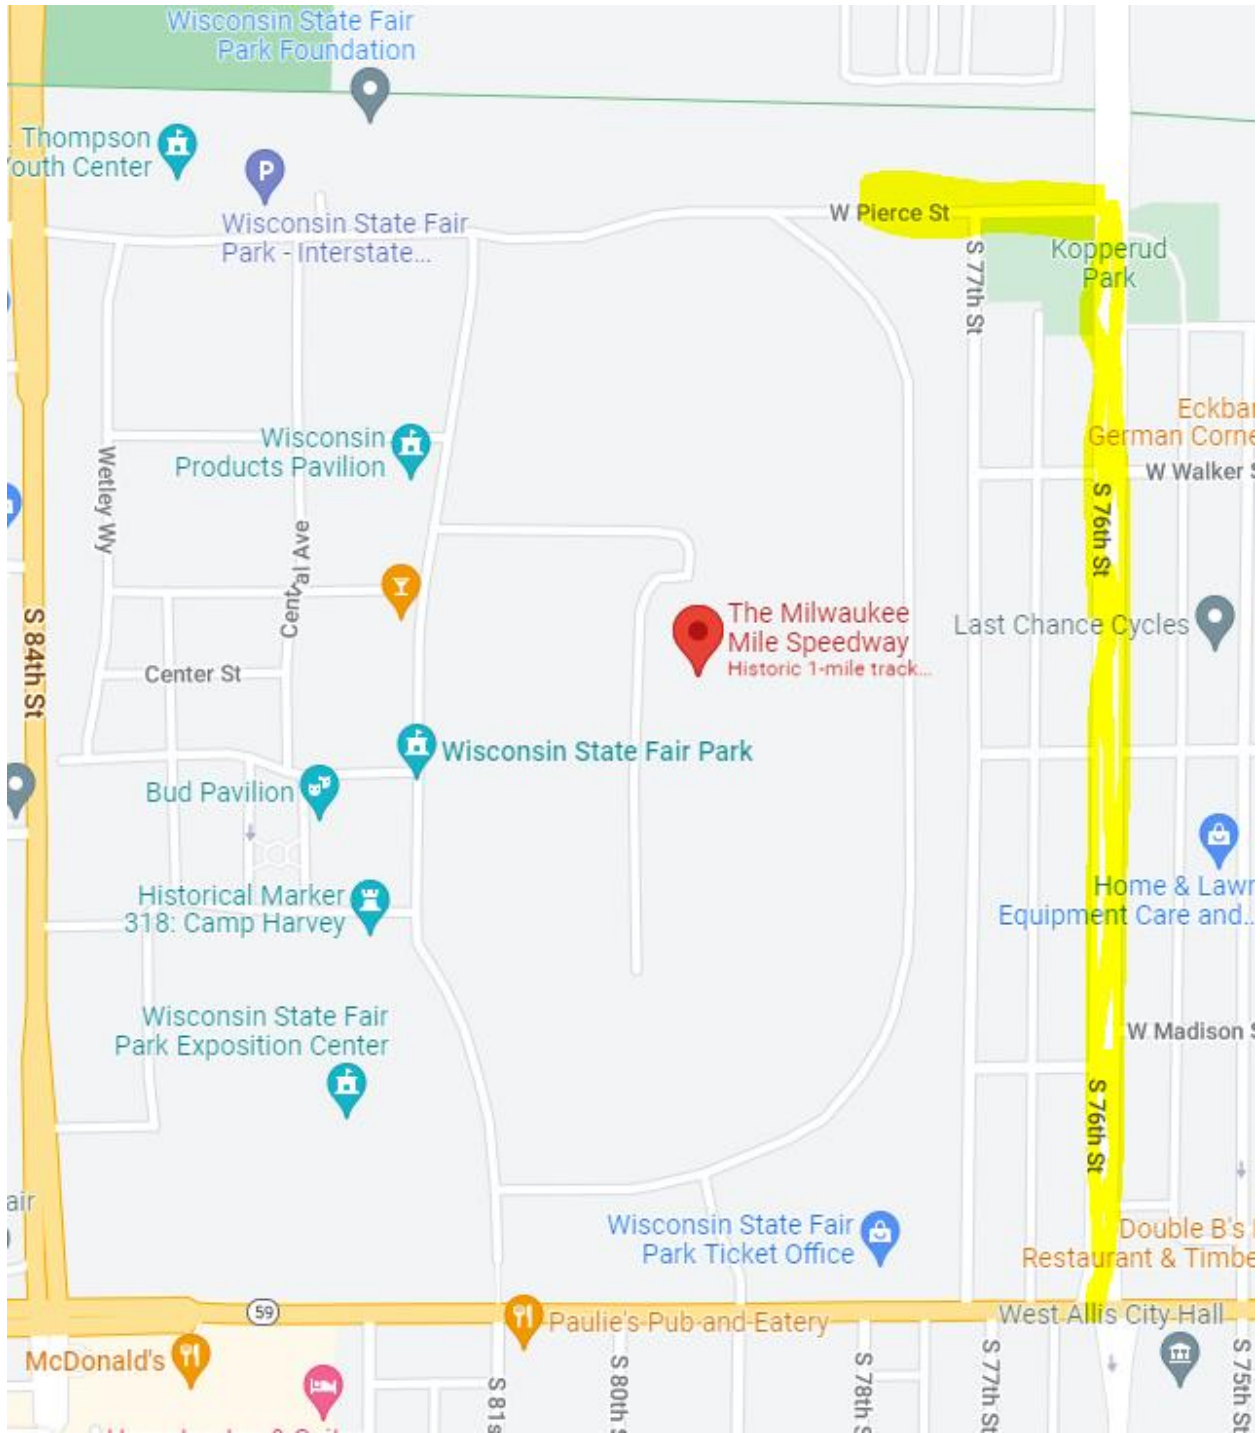 Wisconsin State Fair
Park Foundation
. Thompson
Youth Center
P
Wisconsin State Fair
Park - Interstate...
W Pierce St
Kopperud
Park
S 77th St
Wisconsin
Products Pavilion
Eckbar
German Corne
W Walker S
Wetley Wy
Central Ave
S 76th St
S 84th St
The Milwaukee
Mile Speedway
Historic 1-mile track...
Last Chance Cycles
Center St
Wisconsin State Fair Park
Bud Pavilion
Historical Marker
318: Camp Harvey
Home & Lawn
Equipment Care and...
Wisconsin State Fair
Park Exposition Center
W Madison S
S 76th St
air
Wisconsin State Fair
Park Ticket Office
Double B's
Restaurant & Timbe
59
Paulie's Pub and Eatery
West Allis City Hall
McDonald's
S 81s
S 80th S
S 78th S
S 77th St
S 75th St